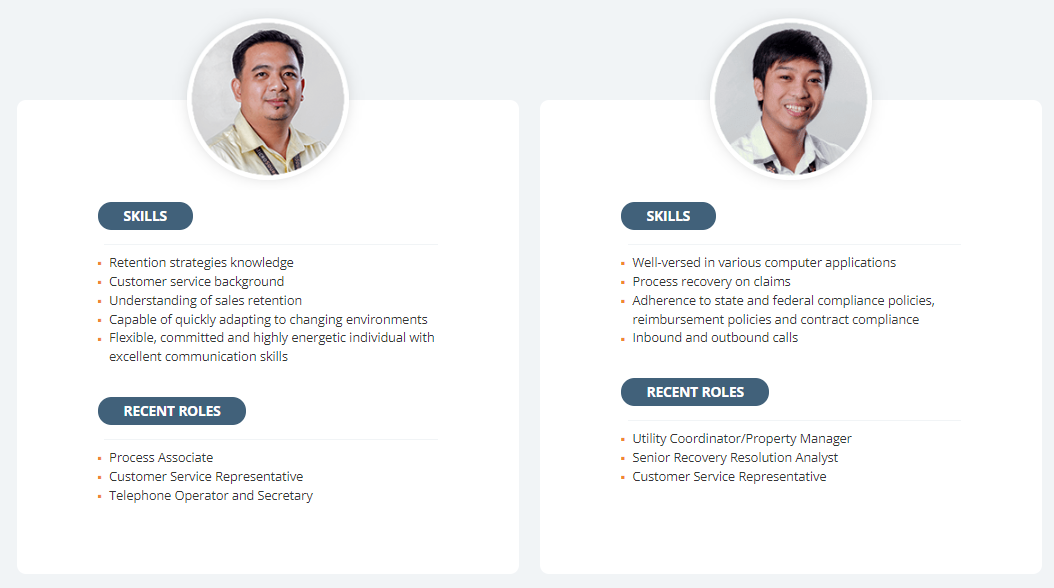 SKILLS
Retention strategies knowledge
Customer service background
Understanding of sales retention
Capable of quickly adapting to changing environments
Flexible, committed and highly energetic individual with
excellent communication skills
RECENT ROLES
Process Associate
Customer Service Representative
Telephone Operator and Secretary
SKILLS
Well-versed in various computer applications
Process recovery on claims
Adherence to state and federal compliance policies,
reimbursement policies and contract compliance
Inbound and outbound calls
RECENT ROLES
Utility Coordinator/Property Manager
Senior Recovery Resolution Analyst
Customer Service Representative